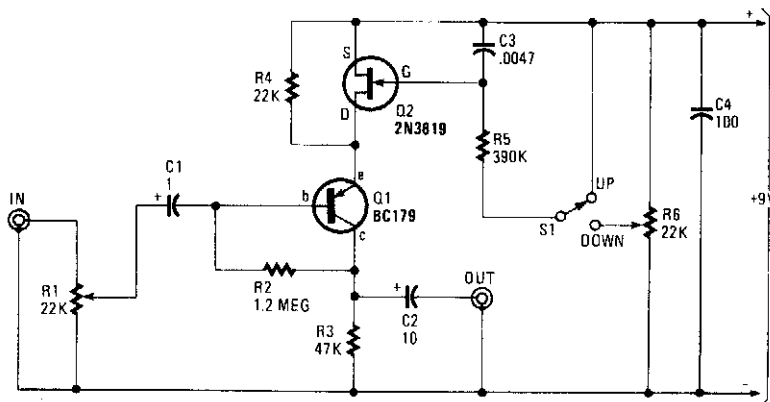 IN
R1
22K
C1
+
1
R4
22K
S
G
D
Q2
2N3819
b
e
c
Q1
BC179
R2
1.2 MEG
R3
47K
+
C2
10
OUT
C3
.0047
R5
390K
S1
UP
DOWN
R6
22K
C4
100
+
+9
-